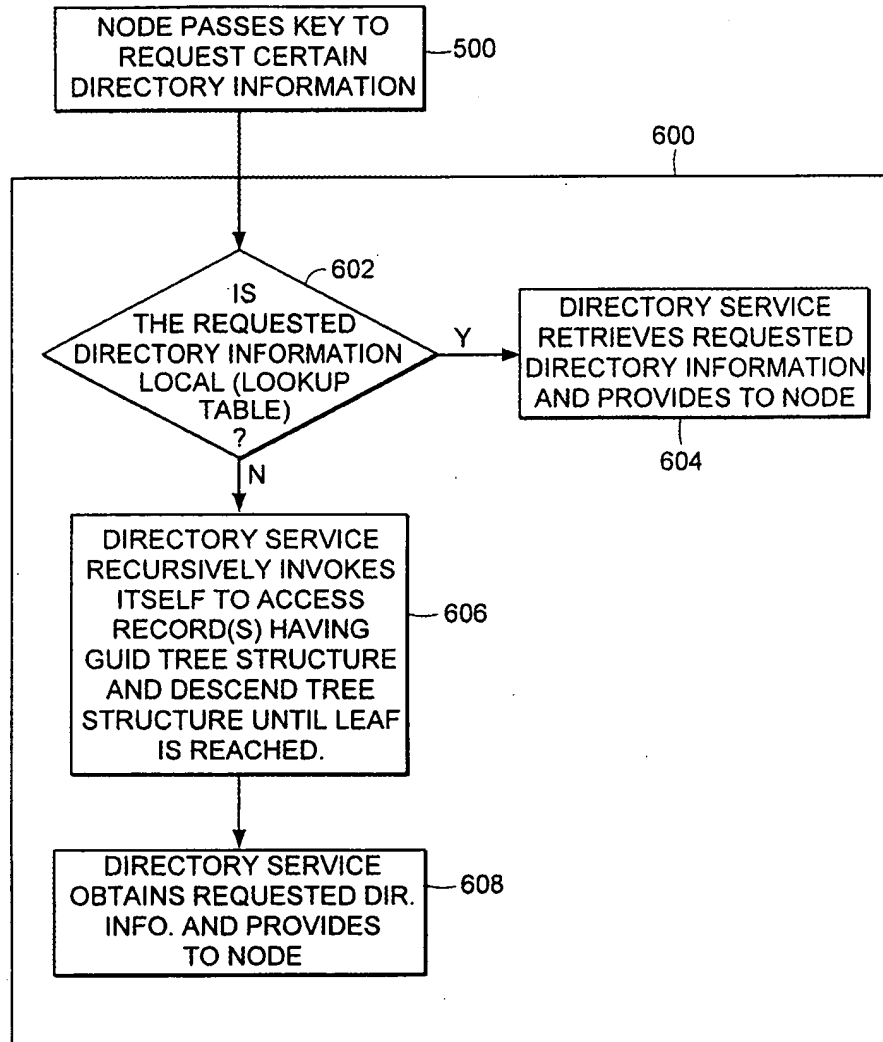 NODE PASSES KEY TO
REQUEST CERTAIN
DIRECTORY INFORMATION
500
600
602
IS
THE REQUESTED
DIRECTORY INFORMATION
LOCAL (LOOKUP
TABLE)
?
Y
DIRECTORY SERVICE
RETRIEVES REQUESTED
DIRECTORY INFORMATION
AND PROVIDES TO NODE
604
N
DIRECTORY SERVICE
RECURSIVELY INVOKES
ITSELF TO ACCESS
RECORD(S) HAVING
GUID TREE STRUCTURE
AND DESCEND TREE
STRUCTURE UNTIL LEAF
IS REACHED.
606
DIRECTORY SERVICE
OBTAINS REQUESTED DIR.
INFO. AND PROVIDES
TO NODE
608